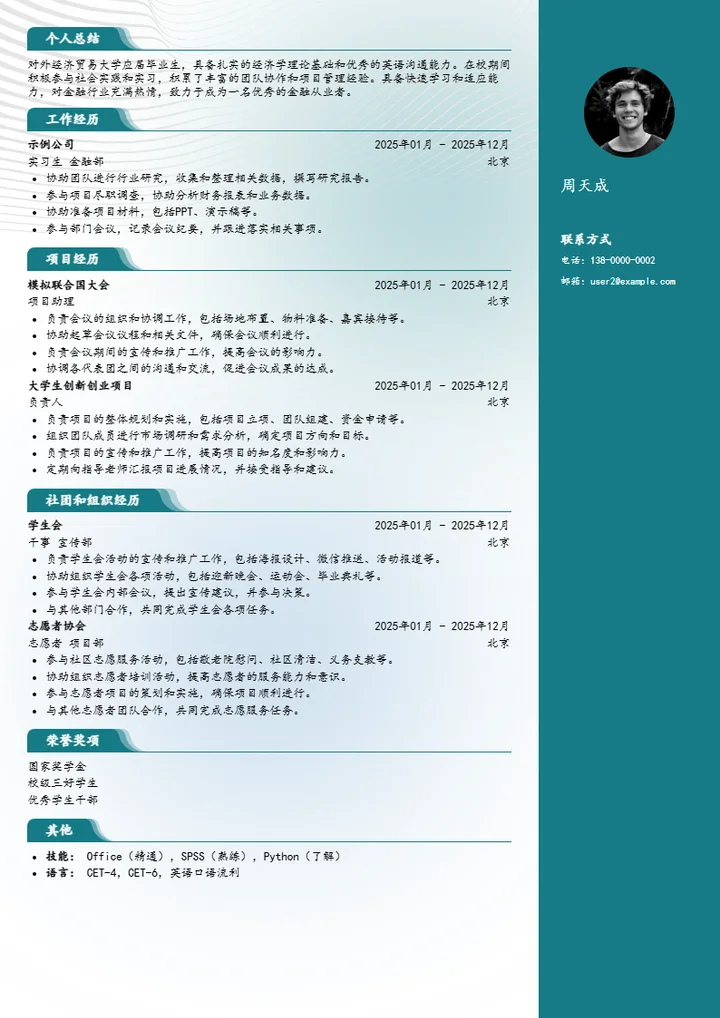 个人总结
对外经济贸易大学应届毕业生，具备扎实的经济学理论基础和优秀的英语沟通能力。在校期间
积极参与社会实践和实习，积累了丰富的团队协作和项目管理经验。具备快速学习和适应能
力，对金融行业充满热情，致力于成为一名优秀的金融从业者。
工作经历
示例公司 2025年01月 - 2025年12月
实习生 金融部 北京
• 协助团队进行行业研究，收集和整理相关数据，撰写研究报告。
• 参与项目尽职调查，协助分析财务报表和业务数据。
• 协助准备项目材料，包括PPT、演示稿等。
• 参与部门会议，记录会议纪要，并跟进落实相关事项。
项目经历
模拟联合国大会 2025年01月 - 2025年12月
项目助理 北京
• 负责会议的组织和协调工作，包括场地布置、物料准备、嘉宾接待等。
• 协助起草会议议程和相关文件，确保会议顺利进行。
• 负责会议期间的宣传和推广工作，提高会议的影响力。
• 协调各代表团之间的沟通和交流，促进会议成果的达成。
大学生创新创业项目 2025年01月 - 2025年12月
负责人 北京
• 负责项目的整体规划和实施，包括项目立项、团队组建、资金申请等。
• 组织团队成员进行市场调研和需求分析，确定项目方向和目标。
• 负责项目的宣传和推广工作，提高项目的知名度和影响力。
• 定期向指导老师汇报项目进展情况，并接受指导和建议。
社团和组织经历
学生会 2025年01月 - 2025年12月
干事 宣传部 北京
• 负责学生会活动的宣传和推广工作，包括海报设计、微信推送、活动报道等。
• 协助组织学生会各项活动，包括迎新晚会、运动会、毕业典礼等。
• 参与学生会内部会议，提出宣传建议，并参与决策。
• 与其他部门合作，共同完成学生会各项任务。
志愿者协会 2025年01月 - 2025年12月
志愿者 项目部 北京
• 参与社区志愿服务活动，包括敬老院慰问、社区清洁、义务支教等。
• 协助组织志愿者培训活动，提高志愿者的服务能力和意识。
• 参与志愿者项目的策划和实施，确保项目顺利进行。
• 与其他志愿者团队合作，共同完成志愿服务任务。
荣誉奖项
国家奖学金
校级三好学生
优秀学生干部
其他
• 技能： Office（精通）, SPSS（熟练）, Python（了解）
• 语言： CET-4, CET-6, 英语口语流利
周天成
联系方式
电话：138-0000-0002
邮箱：user2@example.com